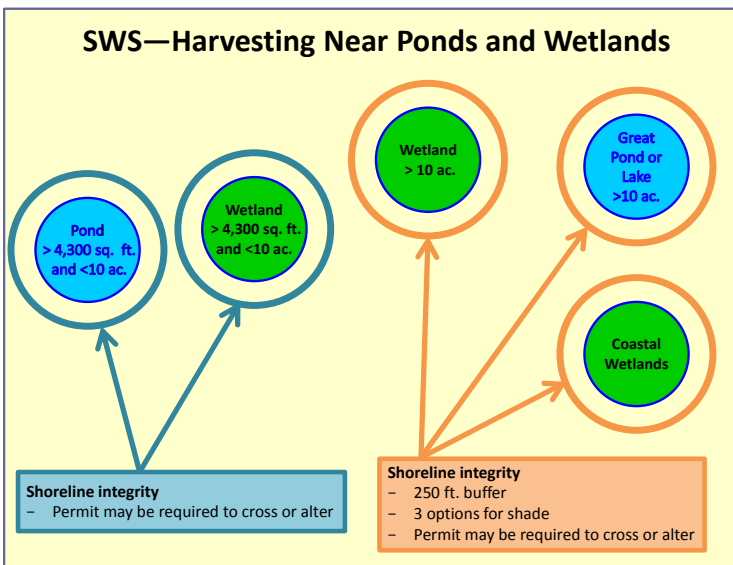 SWS—Harvesting Near Ponds and Wetlands
Pond
> 4,300 sq. ft.
and <10 ac.
Wetland
> 4,300 sq. ft.
and <10 ac.
Wetland
> 10 ac.
Great
Pond or
Lake
>10 ac.
Coastal
Wetlands
Shoreline integrity
− Permit may be required to cross or alter
Shoreline integrity
− 250 ft. buffer
− 3 options for shade
− Permit may be required to cross or alter